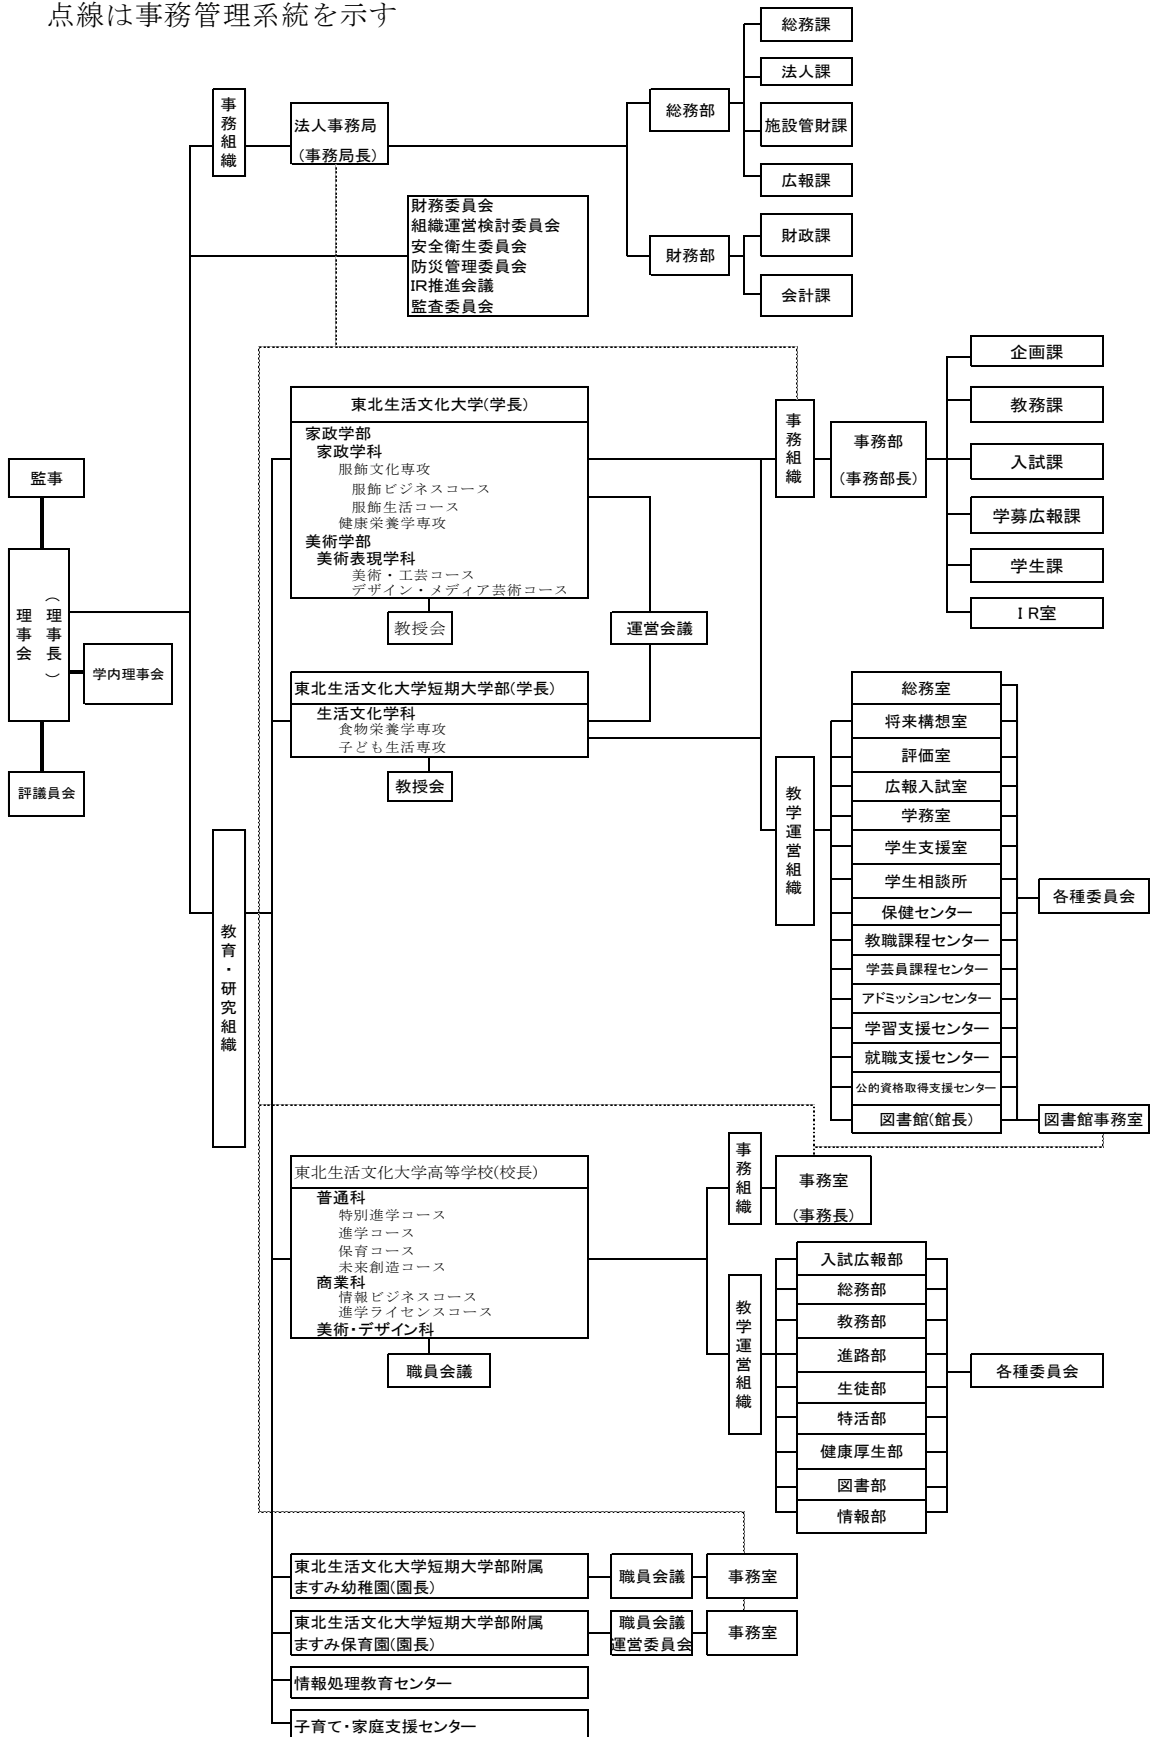 点線は事務管理系統を示す
総務課
法人課
施設管財課
広報課
総務部
事務組織
法人事務局
(事務局長)
財務委員会
組織運営検討委員会
安全衛生委員会
防災管理委員会
IR推進会議
監査委員会
財務部
財政課
会計課
企画課
教務課
入試課
学募広報課
学生課
IR室
事務組織
事務部
(事務部長)
東北生活文化大学(学長)
家政学部
家政学科
服飾文化専攻
服飾ビジネスコース
服飾生活コース
健康栄養学専攻
美術学部
美術表現学科
美術・工芸コース
デザイン・メディア芸術コース
教授会
運営会議
監事
理事会
(理事長)
学内理事会
評議員会
東北生活文化大学短期大学部(学長)
生活文化学科
食物栄養学専攻
子ども生活専攻
教授会
教学運営組織
総務室
将来構想室
評価室
広報入試室
学務室
学生支援室
学生相談所
保健センター
教職課程センター
学芸員課程センター
アドミッションセンター
学習支援センター
就職支援センター
公的資格取得支援センター
図書館(館長)
各種委員会
図書館事務室
教育・研究組織
東北生活文化大学高等学校(校長)
普通科
特別進学コース
進学コース
保育コース
未来創造コース
商業科
情報ビジネスコース
進学ライセンスコース
美術・デザイン科
職員会議
事務組織
事務室
(事務長)
教学運営組織
入試広報部
総務部
教務部
進路部
生徒部
特活部
健康厚生部
図書部
情報部
各種委員会
東北生活文化大学短期大学部附属
ますみ幼稚園(園長)
職員会議
事務室
東北生活文化大学短期大学部附属
ますみ保育園(園長)
職員会議
運営委員会
事務室
情報処理教育センター
子育て・家庭支援センター